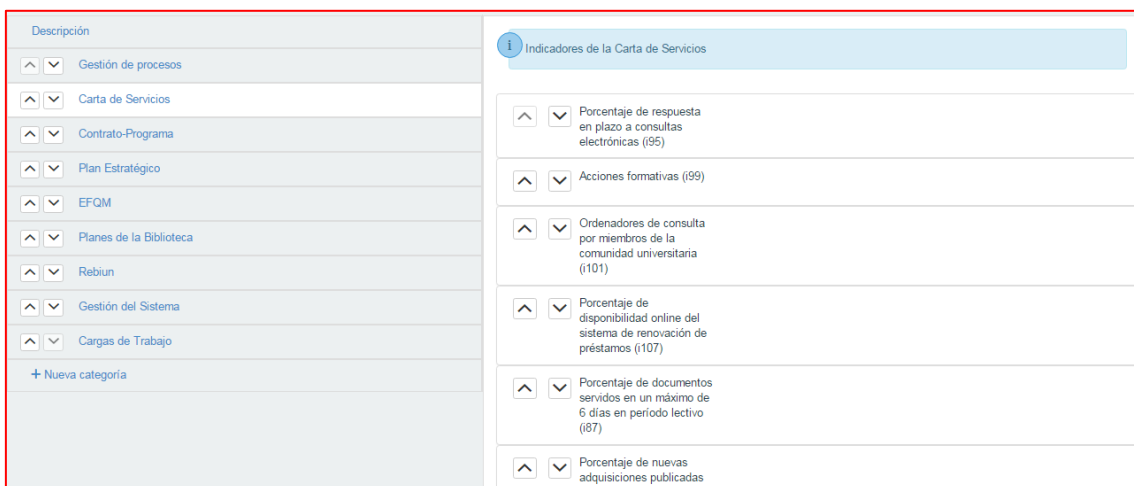 Descripción
Gestión de procesos
Carta de Servicios
Contrato-Programa
Plan Estratégico
EFQM
Planes de la Biblioteca
Rebiun
Gestión del Sistema
Cargas de Trabajo
+ Nueva categoría
i Indicadores de la Carta de Servicios
Porcentaje de respuesta
en plazo a consultas
electrónicas (i95)
Acciones formativas (i99)
Ordenadores de consulta
por miembros de la
comunidad universitaria
(i101)
Porcentaje de
disponibilidad online del
sistema de renovación de
préstamos (i107)
Porcentaje de documentos
servidos en un máximo de
6 días en período lectivo
(i87)
Porcentaje de nuevas
adquisiciones publicadas